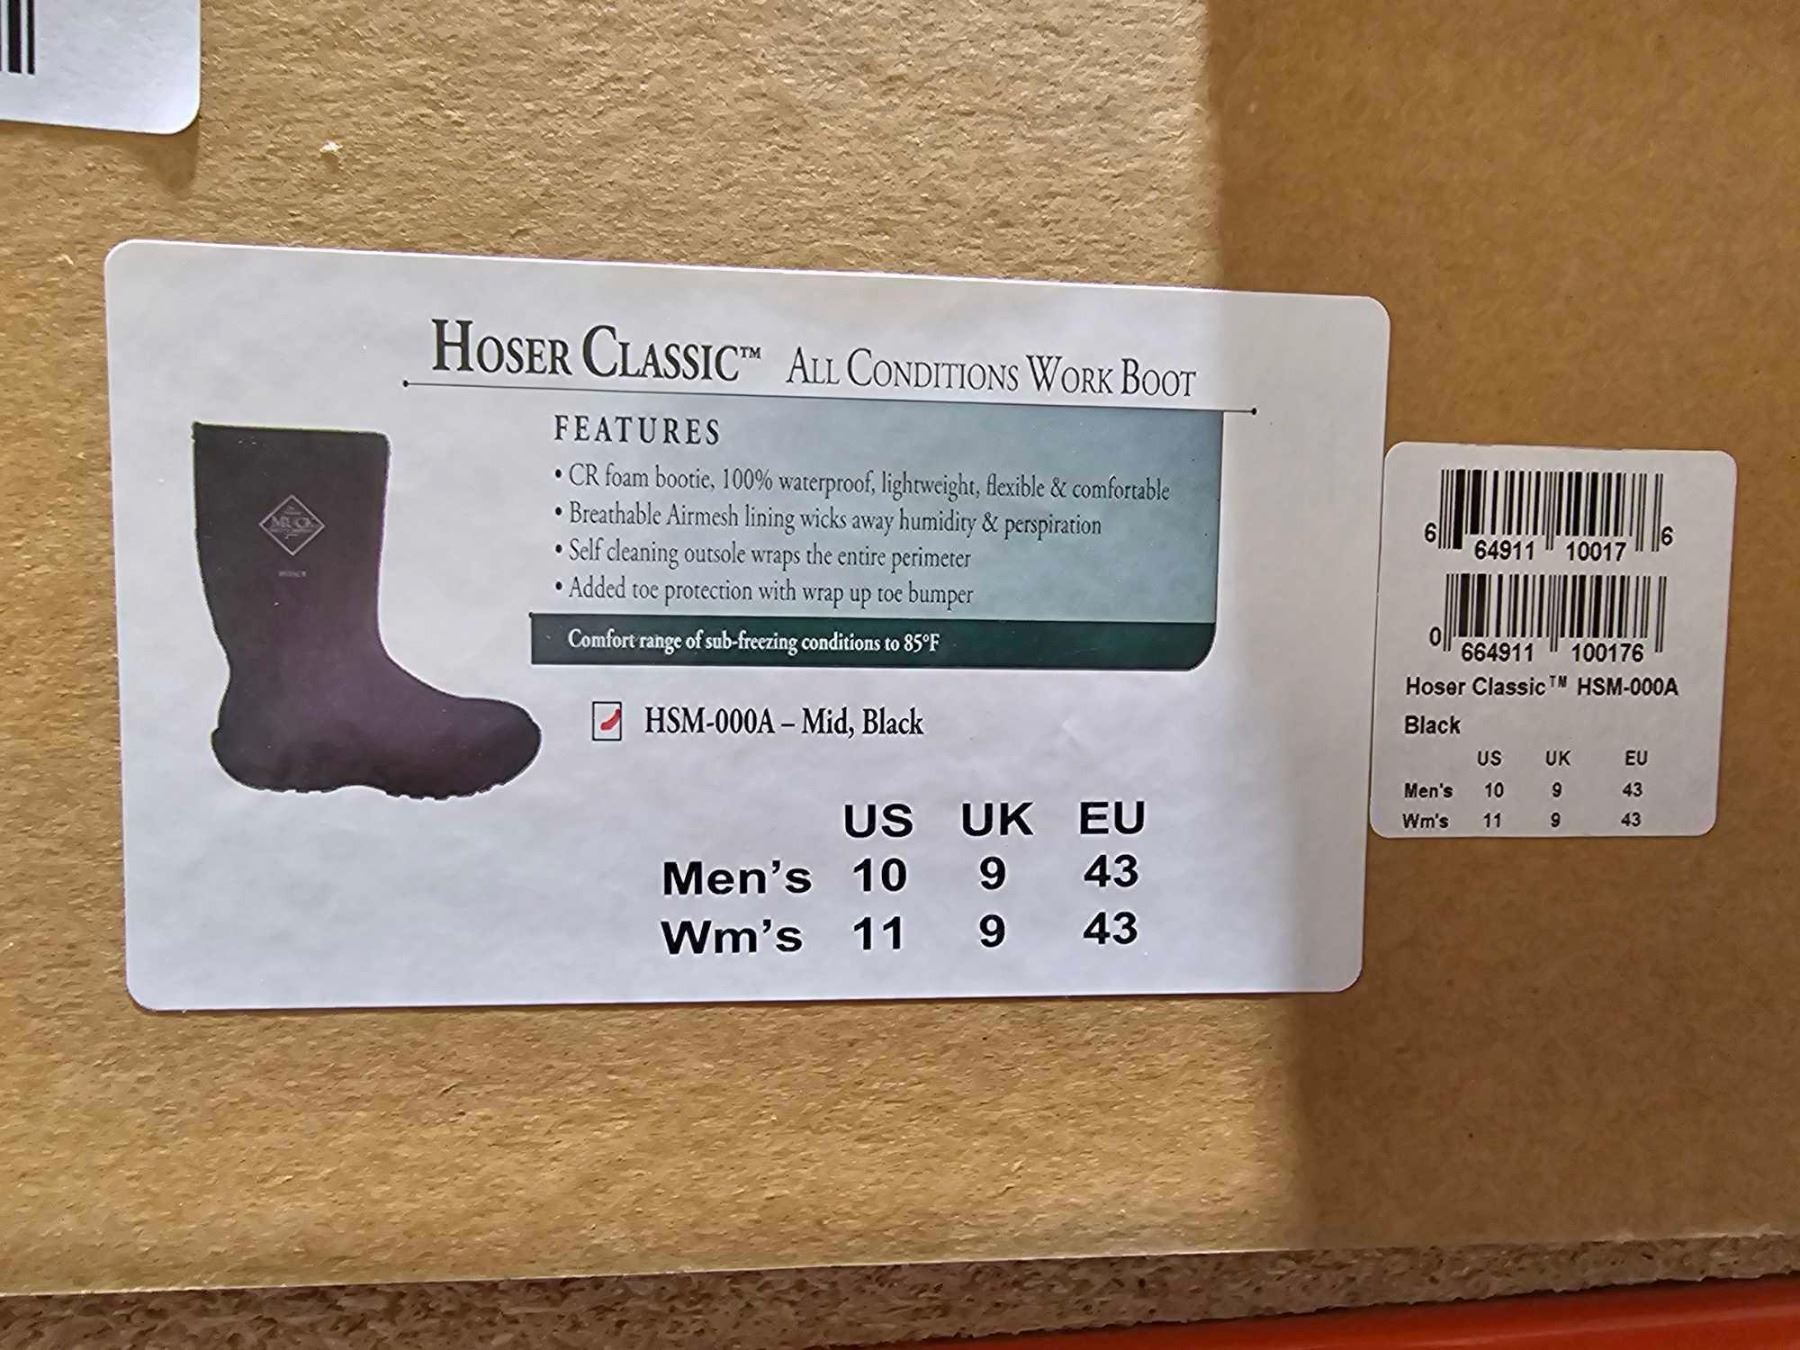 HOSER CLASSIC™ ALL CONDITIONS WORK BOOT
FEATURES
• CR foam bootie, 100% waterproof, lightweight, flexible & comfortable
• Breathable Airmesh lining wicks away humidity & perspiration
• Self cleaning outsole wraps the entire perimeter
• Added toe protection with wrap up toe bumper
Comfort range of sub-freezing conditions to 85°F
MUCK
HSM-000A – Mid, Black
US UK EU
Men's 10 9 43
Wm's 11 9 43
6 64911 10017 6
0 664911 100176
Hoser Classic™ HSM-000A
Black
US UK EU
Men's 10 9 43
Wm's 11 9 43